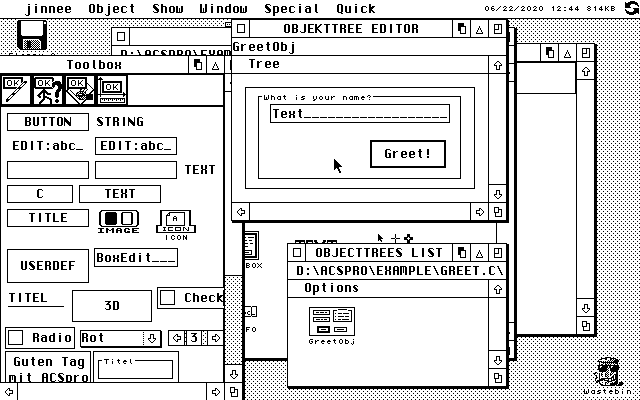 jinnee Object Show Window Special Quick 06/22/2020 12:44 814KB
OBJEKTTREE EDITOR
D:\ACSPRO\EXAM
GreetObj
Tree
Toolbox
OK OK OK OK
What is your name?
Text____________________
Greet!
BUTTON STRING
EDIT:abc_ EDIT:abc_
TEXT
C TEXT
TITLE IMAGE A ICON
ICON
USERDEF BoxEdit___
TITEL 3D Check
Radio Rot 3
Guten Tag
mit ACSpro
Titel
TEXT
BOX
FO
OBJECTTREES LIST
D:\ACSPRO\EXAMPLE\GREET.C\
Options
GreetObj
Wastebin